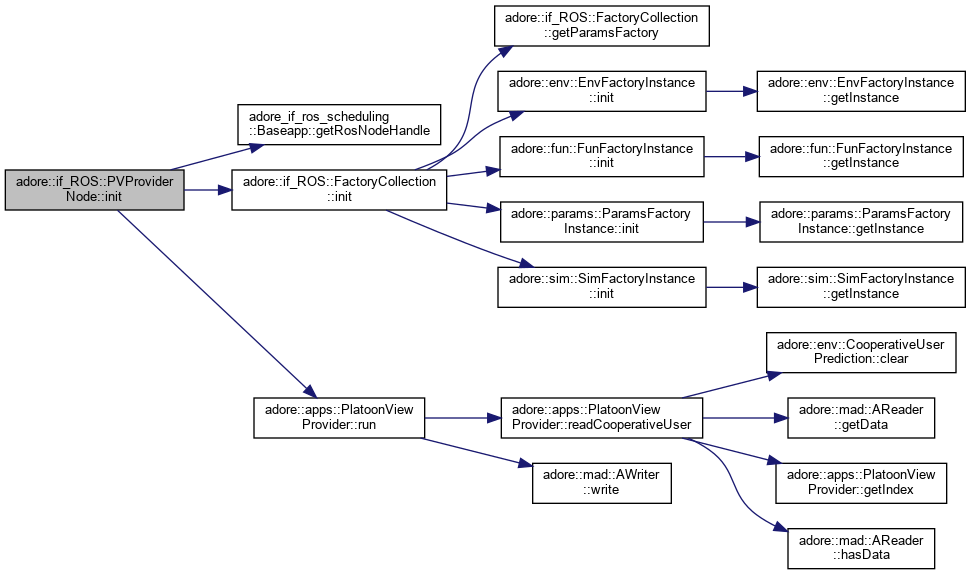 adore::if_ROS::PVProvider
Node::init
adore_if_ros_scheduling
::Baseapp::getRosNodeHandle
adore::if_ROS::FactoryCollection
::init
adore::apps::PlatoonView
Provider::run
adore::if_ROS::FactoryCollection
::getParamsFactory
adore::env::EnvFactoryInstance
::init
adore::fun::FunFactoryInstance
::init
adore::params::ParamsFactory
Instance::init
adore::sim::SimFactoryInstance
::init
adore::apps::PlatoonView
Provider::readCooperativeUser
adore::mad::AWriter
::write
adore::env::EnvFactoryInstance
::getInstance
adore::fun::FunFactoryInstance
::getInstance
adore::params::ParamsFactory
Instance::getInstance
adore::sim::SimFactoryInstance
::getInstance
adore::env::CooperativeUser
Prediction::clear
adore::mad::AReader
::getData
adore::apps::PlatoonView
Provider::getIndex
adore::mad::AReader
::hasData